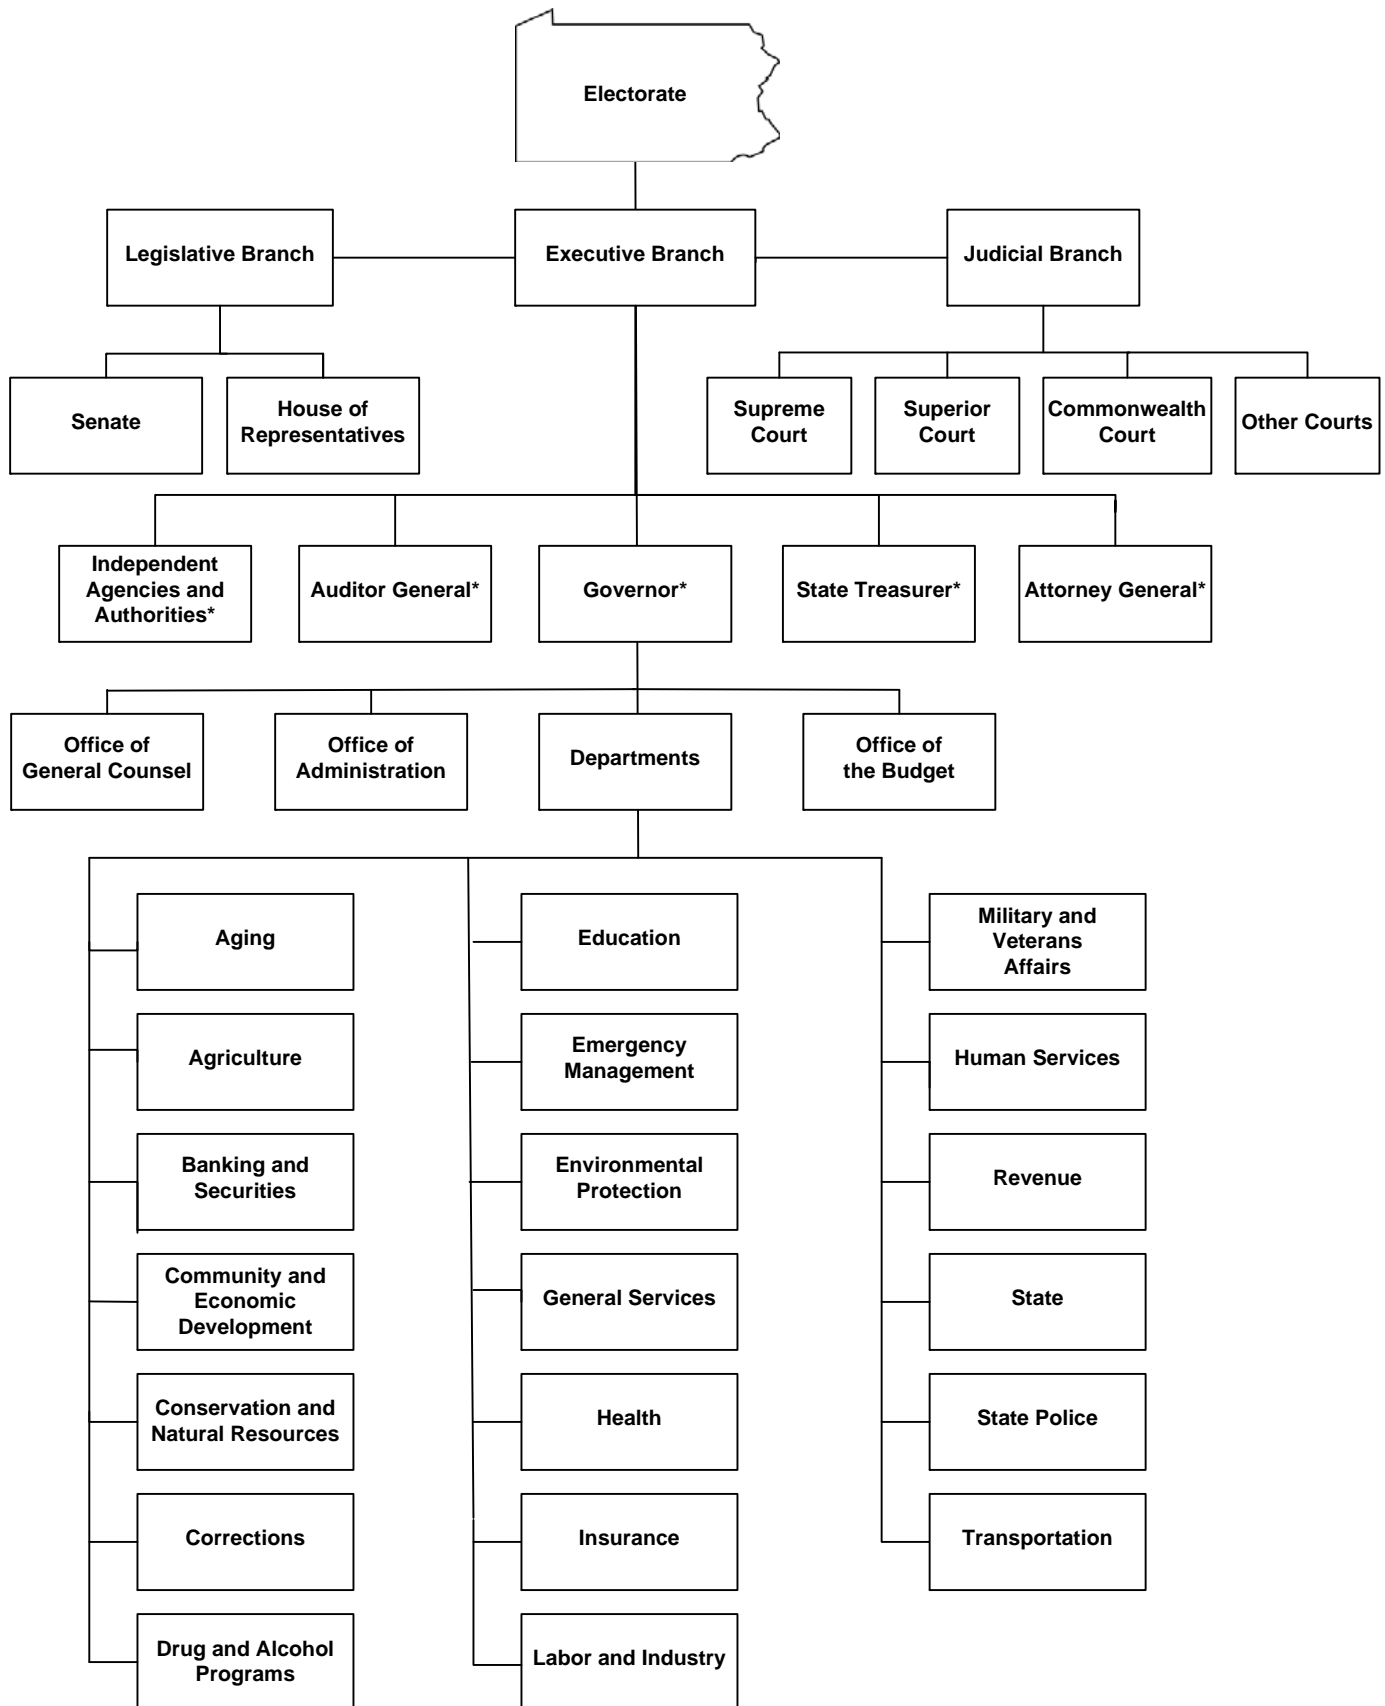 Electorate
Legislative Branch
Executive Branch
Judicial Branch
Senate
House of
Representatives
Supreme
Court
Superior
Court
Commonwealth
Court
Other Courts
Independent
Agencies and
Authorities*
Auditor General*
Governor*
State Treasurer*
Attorney General*
Office of
General Counsel
Office of
Administration
Departments
Office of
the Budget
Aging
Education
Military and
Veterans
Affairs
Agriculture
Emergency
Management
Human Services
Banking and
Securities
Environmental
Protection
Revenue
Community and
Economic
Development
General Services
State
Conservation and
Natural Resources
Health
State Police
Corrections
Insurance
Transportation
Drug and Alcohol
Programs
Labor and Industry